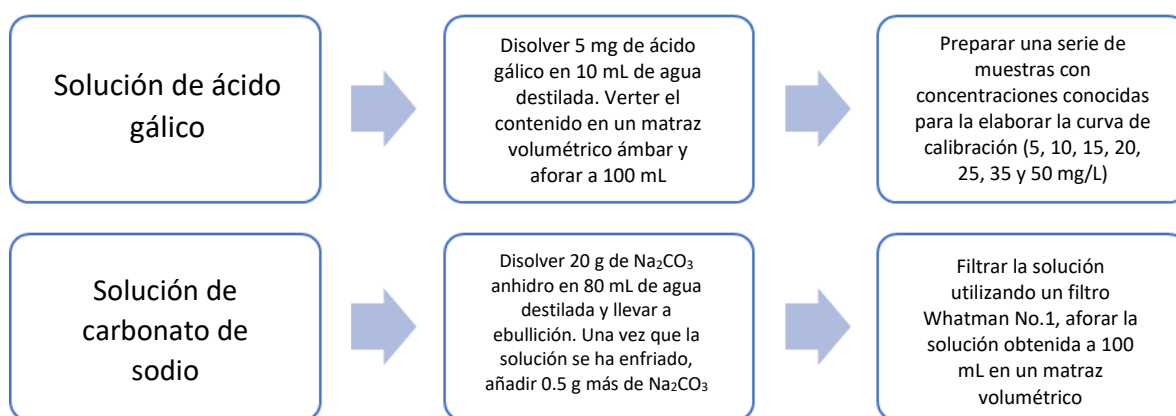 Solución de ácido
gálico
Disolver 5 mg de ácido
gálico en 10 mL de agua
destilada. Verter el
contenido en un matraz
volumétrico ámbar y
aforar a 100 mL
Preparar una serie de
muestras con
concentraciones conocidas
para la elaborar la curva de
calibración (5, 10, 15, 20,
25, 35 y 50 mg/L)
Solución de
carbonato de
sodio
Disolver 20 g de Na₂CO₃
anhidro en 80 mL de agua
destilada y llevar a
ebullición. Una vez que la
solución se ha enfriado,
añadir 0.5 g más de Na₂CO₃
Filtrar la solución
utilizando un filtro
Whatman No.1, aforar la
solución obtenida a 100
mL en un matraz
volumétrico